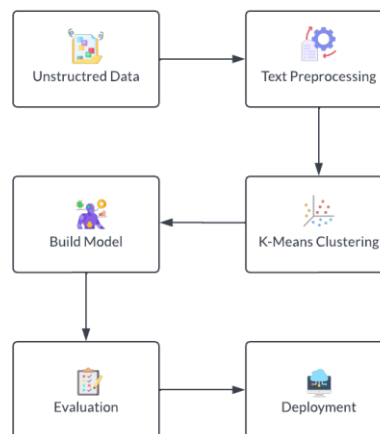 Unstructred Data
Text Preprocessing
Build Model
K-Means Clustering
Evaluation
Deployment